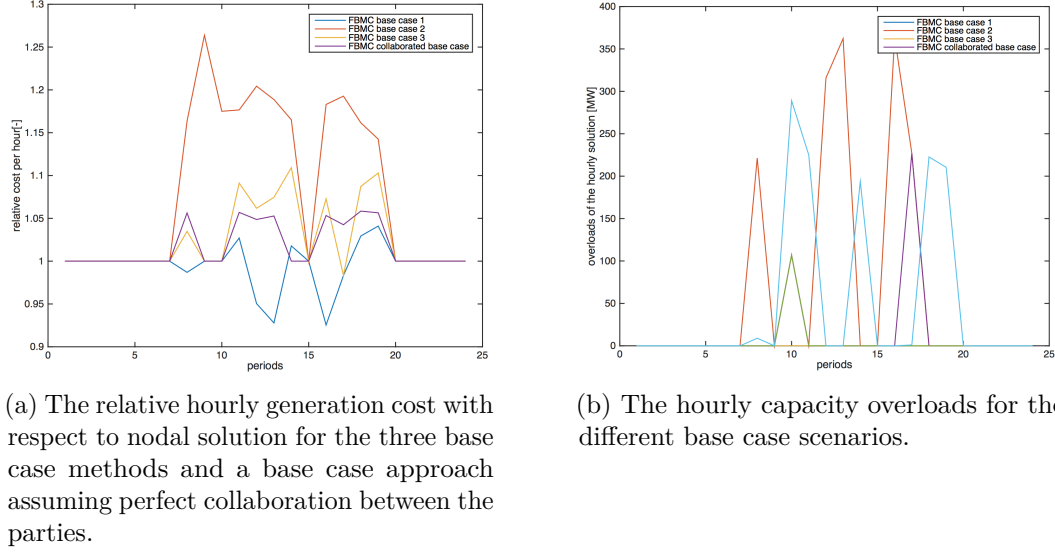 1.3
1.25
1.2
1.15
1.1
1.05
1
0.95
0.9
relative cost per hour[-]
0
5
10
15
20
25
periods
FBMC base case 1
FBMC base case 2
FBMC base case 3
FBMC collaborated base case
400
350
300
250
200
150
100
50
0
overloads of the hourly solution [MW]
0
5
10
15
20
25
periods
FBMC base case 1
FBMC base case 2
FBMC base case 3
FBMC collaborated base case
(a) The relative hourly generation cost with
respect to nodal solution for the three base
case methods and a base case approach
assuming perfect collaboration between the
parties.
(b) The hourly capacity overloads for the
different base case scenarios.